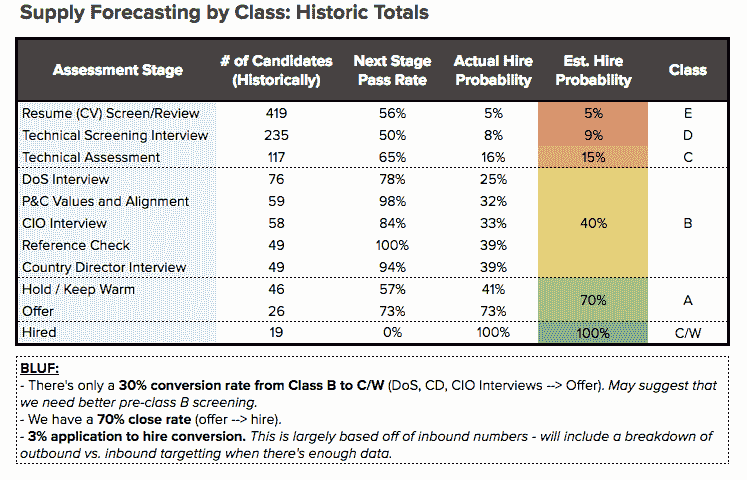 Supply Forecasting by Class: Historic Totals
Assessment Stage # of Candidates (Historically) Next Stage Pass Rate Actual Hire Probability Est. Hire Probability Class
Resume (CV) Screen/Review 419 56% 5% 5% E
Technical Screening Interview 235 50% 8% 9% D
Technical Assessment 117 65% 16% 15% C
DoS Interview 76 78% 25%
P&C Values and Alignment 59 98% 32%
CIO Interview 58 84% 33% 40% B
Reference Check 49 100% 39%
Country Director Interview 49 94% 39%
Hold / Keep Warm 46 57% 41%
70% A
Offer 26 73% 73%
Hired 19 0% 100% 100% C/W
BLUF:
- There's only a 30% conversion rate from Class B to C/W (DoS, CD, CIO Interviews --> Offer). May suggest that
we need better pre-class B screening.
- We have a 70% close rate (offer --> hire).
- 3% application to hire conversion. This is largely based off of inbound numbers - will include a breakdown of
outbound vs. inbound targetting when there's enough data.